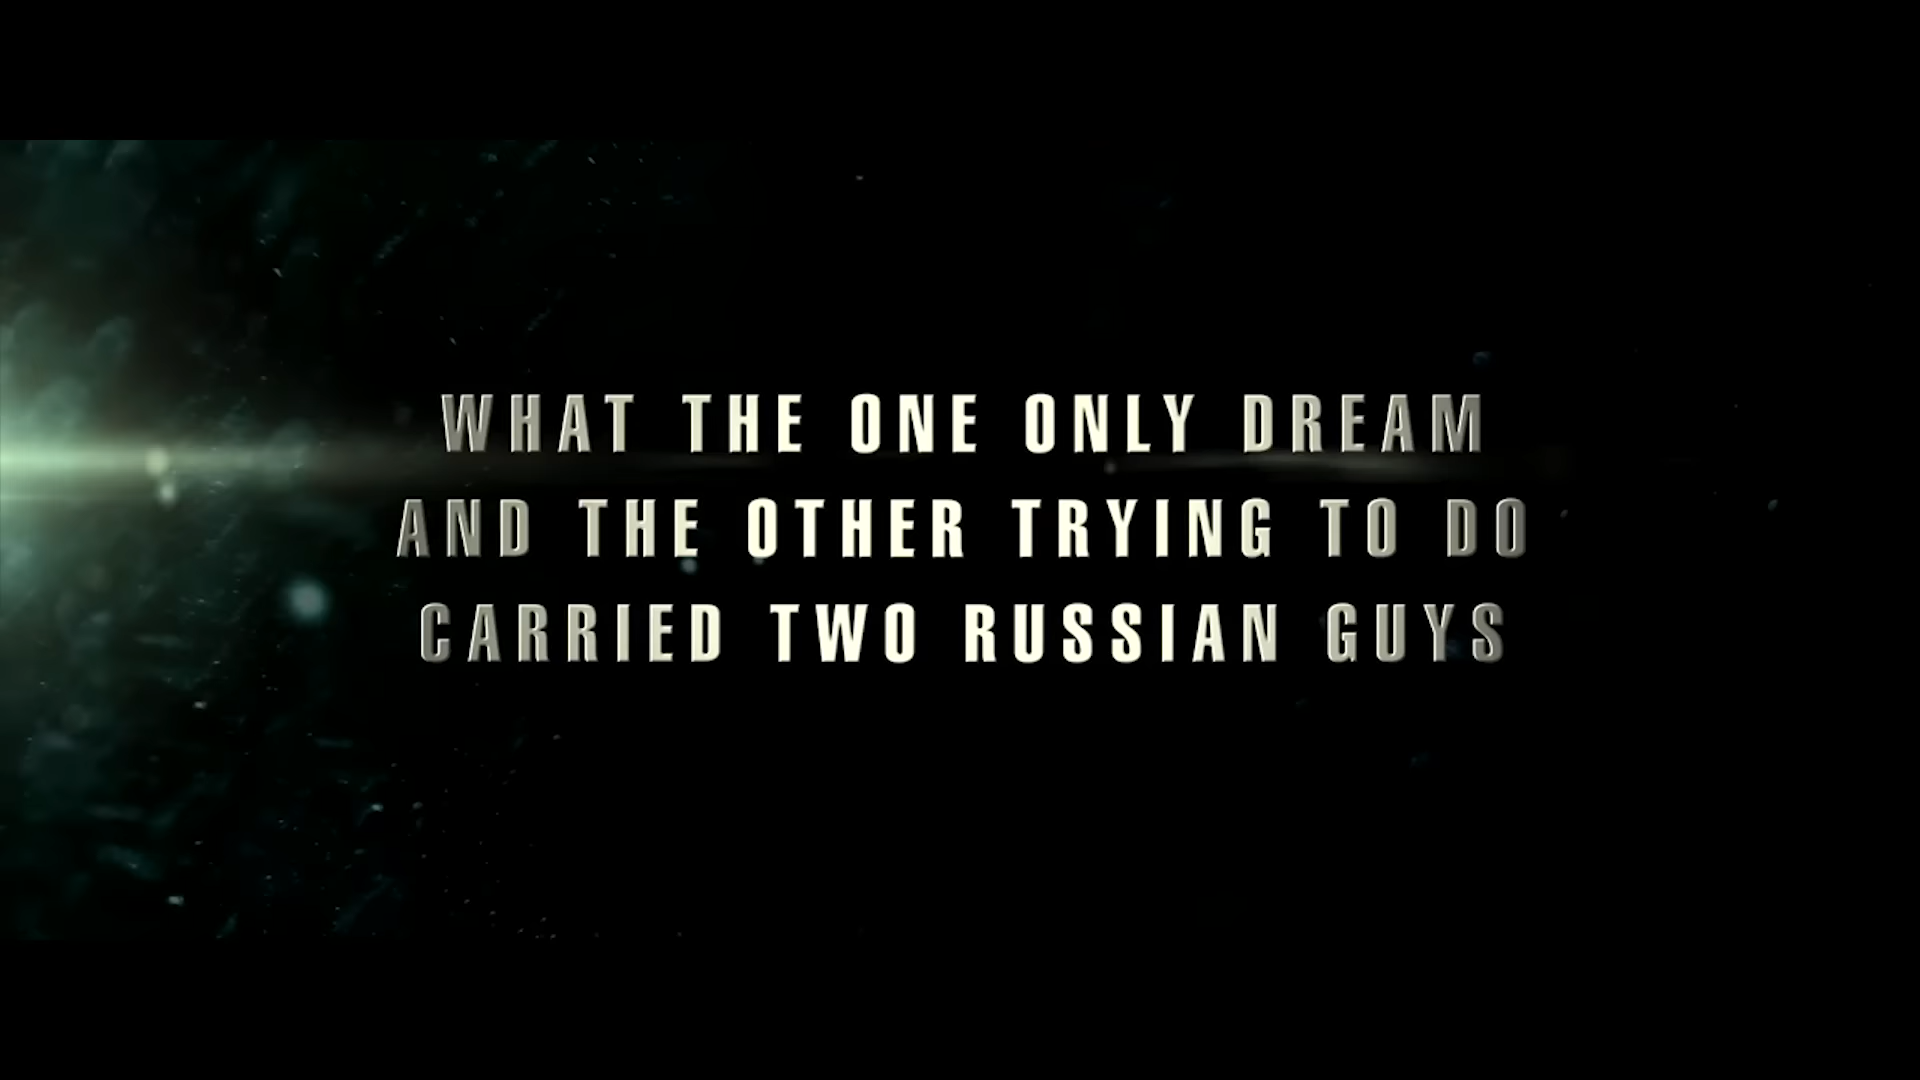 WHAT THE ONE ONLY DREAM
AND THE OTHER TRYING TO DO
CARRIED TWO RUSSIAN GUYS